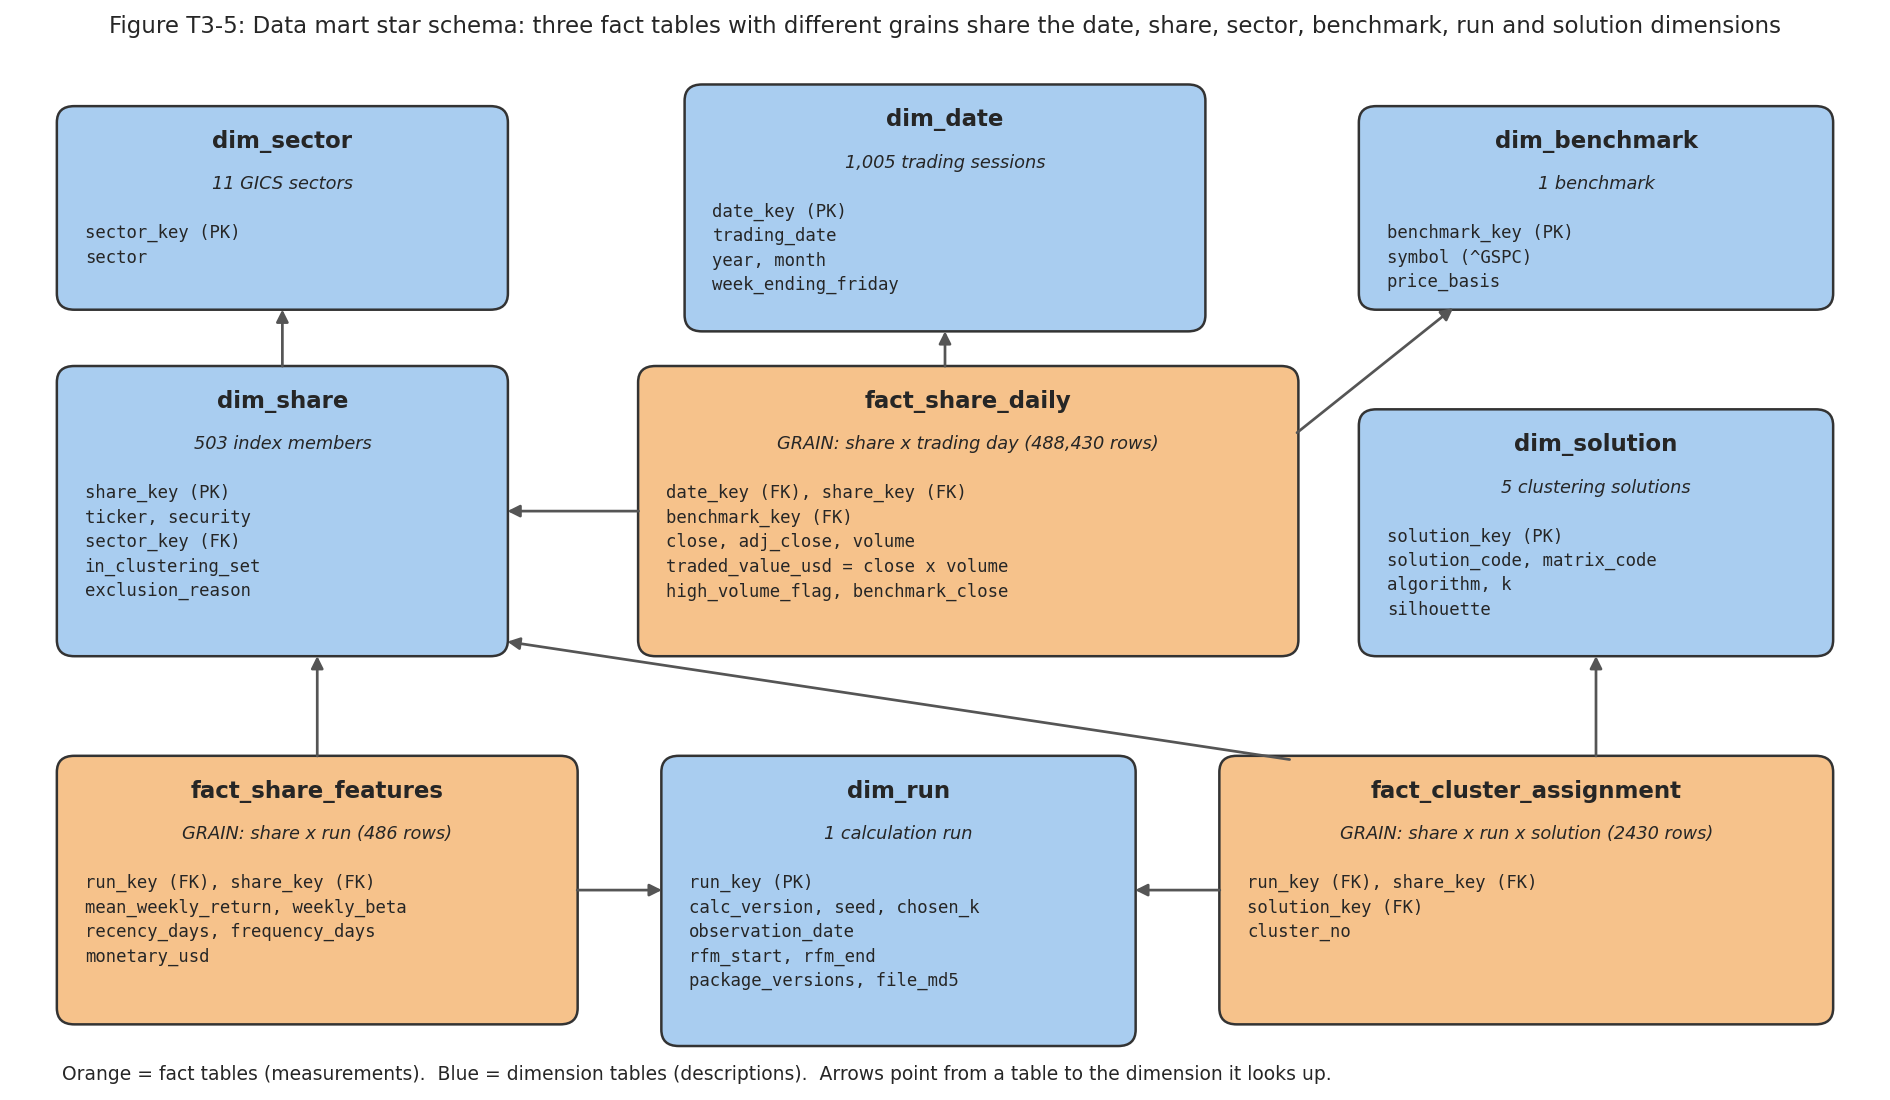 Figure T3-5: Data mart star schema: three fact tables with different grains share the date, share, sector, benchmark, run and solution dimensions
dim_sector
11 GICS sectors
sector_key (PK)
sector
dim_date
1,005 trading sessions
date_key (PK)
trading_date
year, month
week_ending_friday
dim_benchmark
1 benchmark
benchmark_key (PK)
symbol (^GSPC)
price_basis
dim_share
503 index members
share_key (PK)
ticker, security
sector_key (FK)
in_clustering_set
exclusion_reason
fact_share_daily
GRAIN: share x trading day (488,430 rows)
date_key (FK), share_key (FK)
benchmark_key (FK)
close, adj_close, volume
traded_value_usd = close x volume
high_volume_flag, benchmark_close
dim_solution
5 clustering solutions
solution_key (PK)
solution_code, matrix_code
algorithm, k
silhouette
fact_share_features
GRAIN: share x run (486 rows)
run_key (FK), share_key (FK)
mean_weekly_return, weekly_beta
recency_days, frequency_days
monetary_usd
dim_run
1 calculation run
run_key (PK)
calc_version, seed, chosen_k
observation_date
rfm_start, rfm_end
package_versions, file_md5
fact_cluster_assignment
GRAIN: share x run x solution (2430 rows)
run_key (FK), share_key (FK)
solution_key (FK)
cluster_no
Orange = fact tables (measurements).  Blue = dimension tables (descriptions).  Arrows point from a table to the dimension it looks up.